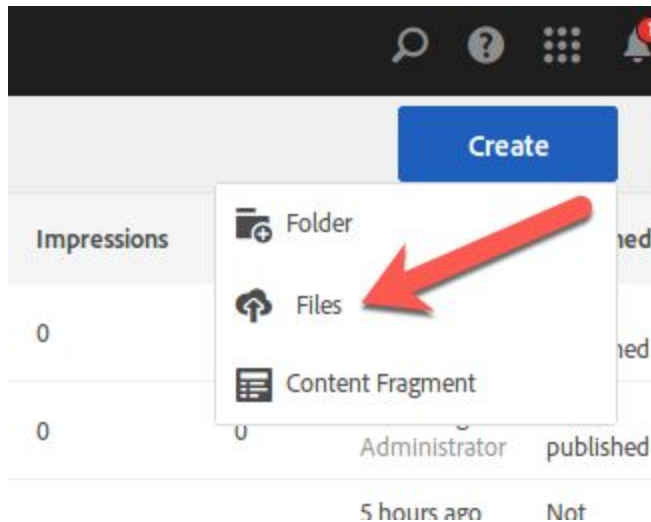 Create
Folder
Impressions
Files
0
Content Fragment
0 0
Administrator published
5 hours ago Not